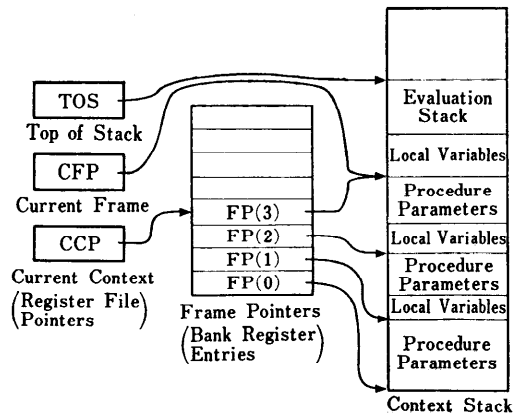 TOS
Top of Stack
CFP
Current Frame
CCP
Current Context
(Register File)
Pointers
FP(3)
FP(2)
FP(1)
FP(0)
Frame Pointers
(Bank Register)
Entries
Evaluation
Stack
Local Variables
Procedure
Parameters
Local Variables
Procedure
Parameters
Local Variables
Procedure
Parameters
Context Stack